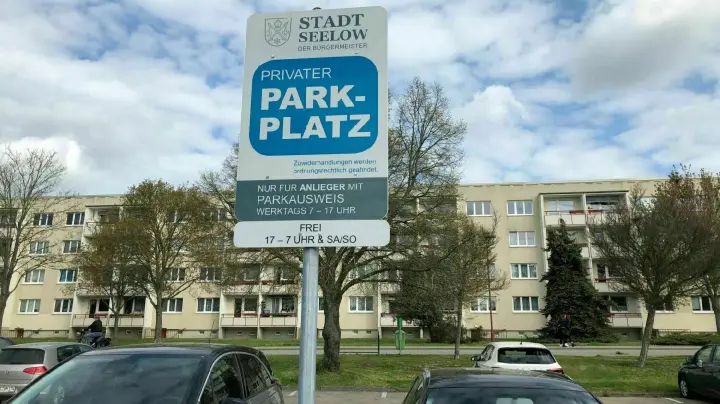 STADT
SEELOW
DER BÜRGERMEISTER
PRIVATER
PARK-
PLATZ
Zuwiderhandlungen werden
ordnungsrechtlich geahndet.
NUR FÜR ANLIEGER MIT
PARKAUSWEIS
WERKTAGS 7 – 17 UHR
FREI
17 – 7 UHR & SA/SO